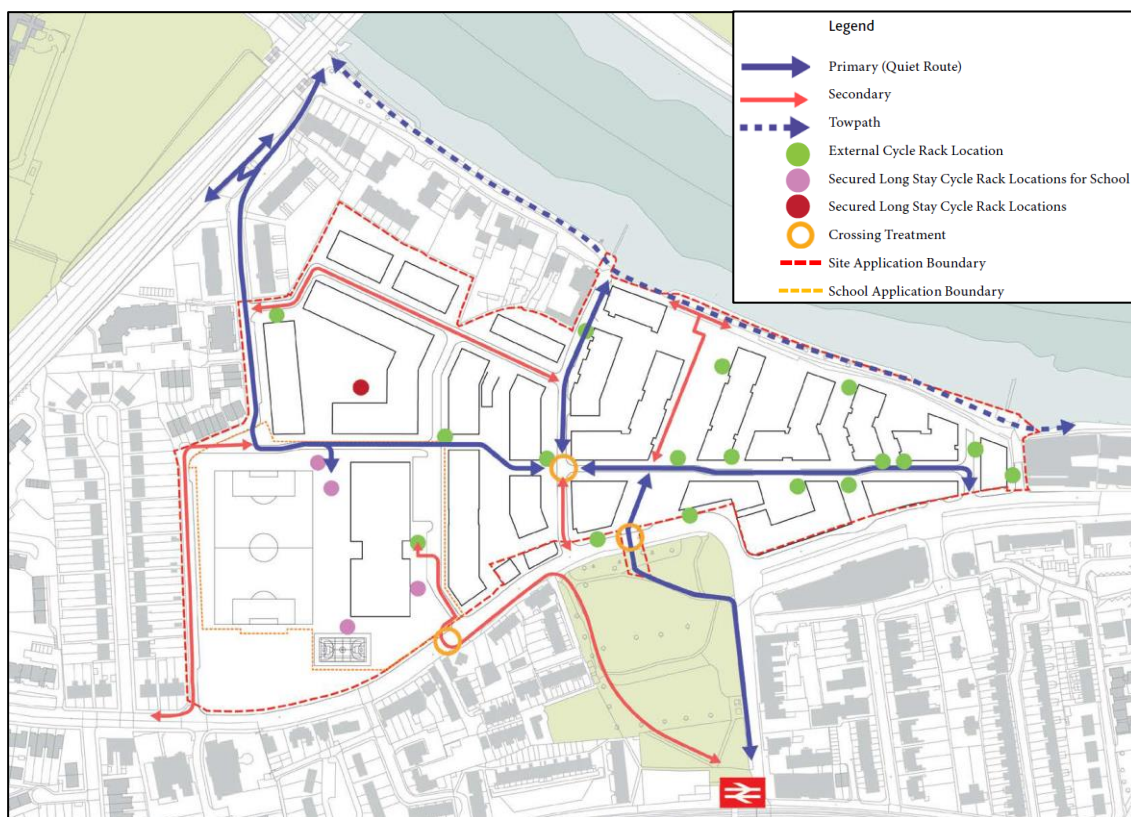 Legend
Primary (Quiet Route)
Secondary
Towpath
External Cycle Rack Location
Secured Long Stay Cycle Rack Locations for School
Secured Long Stay Cycle Rack Locations
Crossing Treatment
Site Application Boundary
School Application Boundary